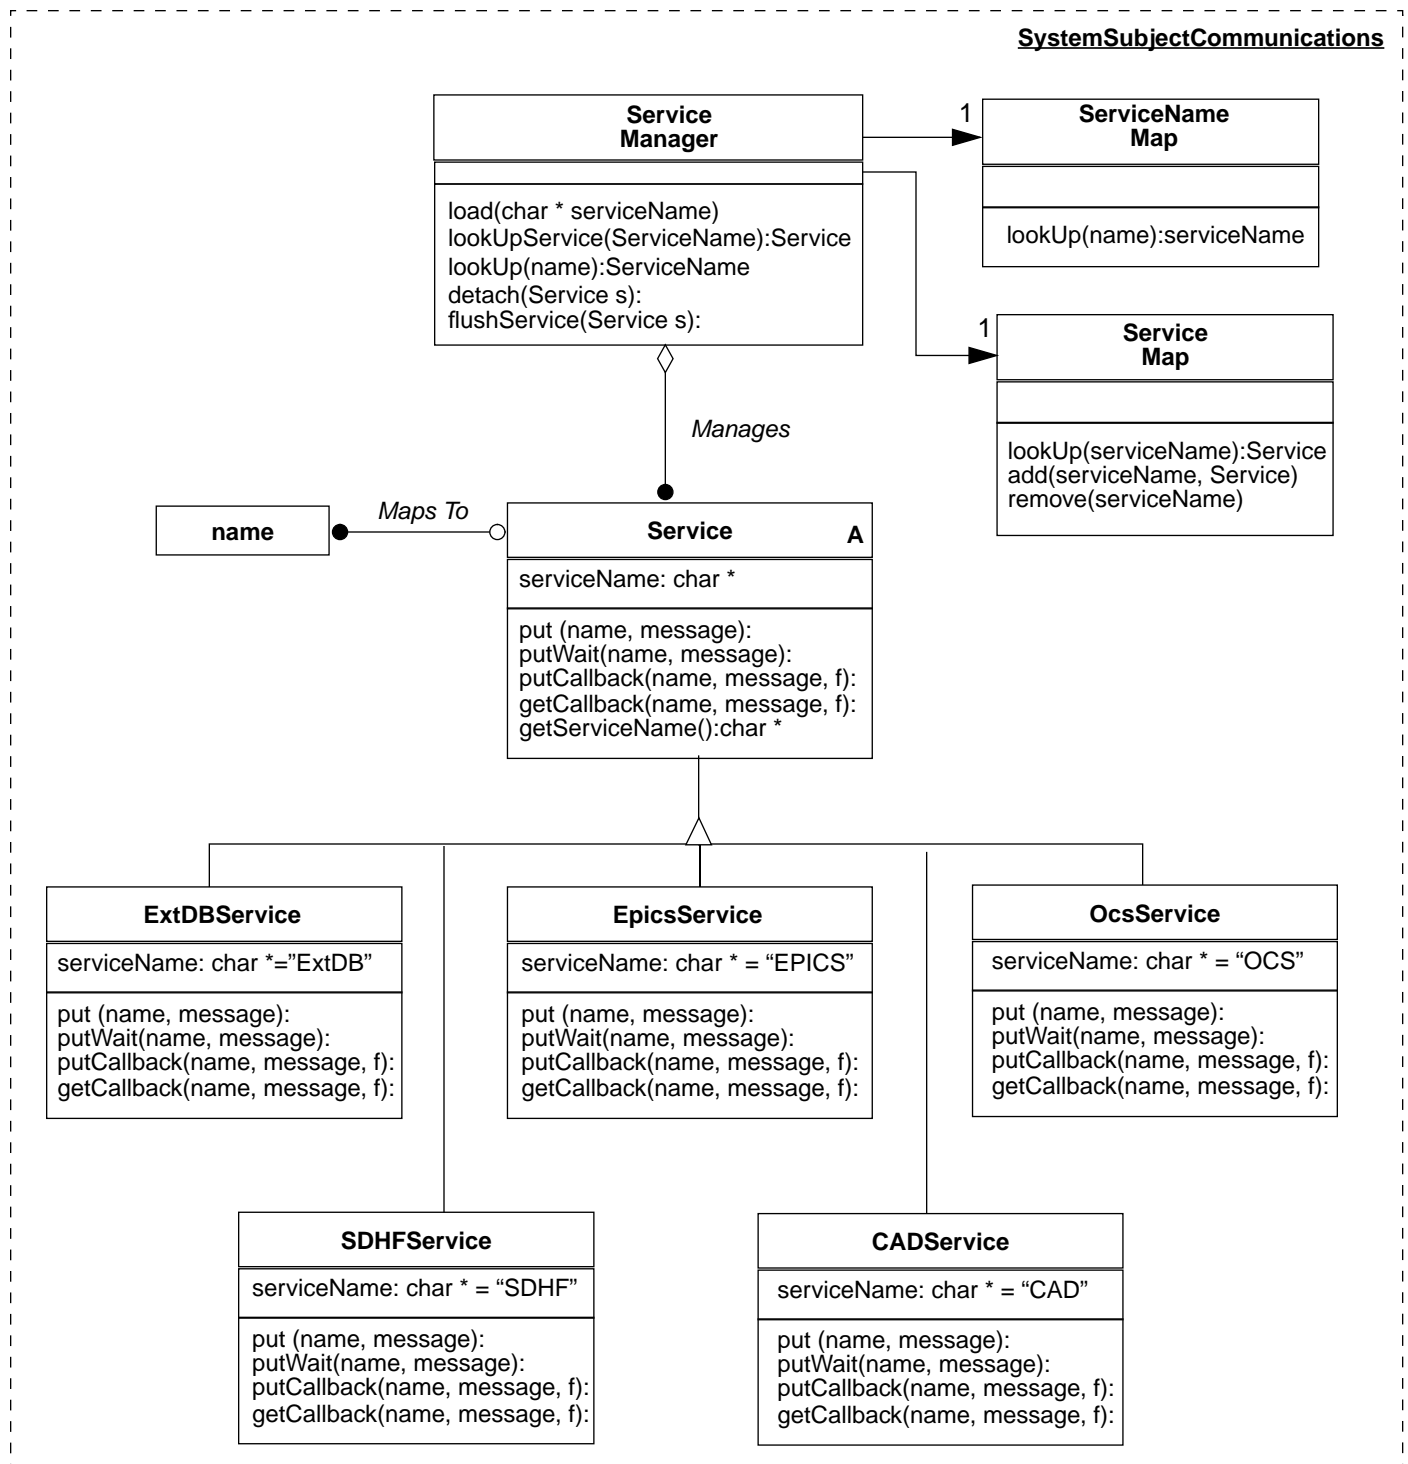 SystemSubjectCommunications
Service
Manager
load(char * serviceName)
lookUpService(ServiceName):Service
lookUp(name):ServiceName
detach(Service s):
flushService(Service s):
1
ServiceName
Map
lookUp(name):serviceName
1
Service
Map
lookUp(serviceName):Service
add(serviceName, Service)
remove(serviceName)
Manages
name
Maps To
Service
A
serviceName: char *
put (name, message):
putWait(name, message):
putCallback(name, message, f):
getCallback(name, message, f):
getServiceName():char *
ExtDBService
serviceName: char *=”ExtDB”
put (name, message):
putWait(name, message):
putCallback(name, message, f):
getCallback(name, message, f):
EpicsService
serviceName: char * = “EPICS”
put (name, message):
putWait(name, message):
putCallback(name, message, f):
getCallback(name, message, f):
OcsService
serviceName: char * = “OCS”
put (name, message):
putWait(name, message):
putCallback(name, message, f):
getCallback(name, message, f):
SDHFService
serviceName: char * = “SDHF”
put (name, message):
putWait(name, message):
putCallback(name, message, f):
getCallback(name, message, f):
CADService
serviceName: char * = “CAD”
put (name, message):
putWait(name, message):
putCallback(name, message, f):
getCallback(name, message, f):